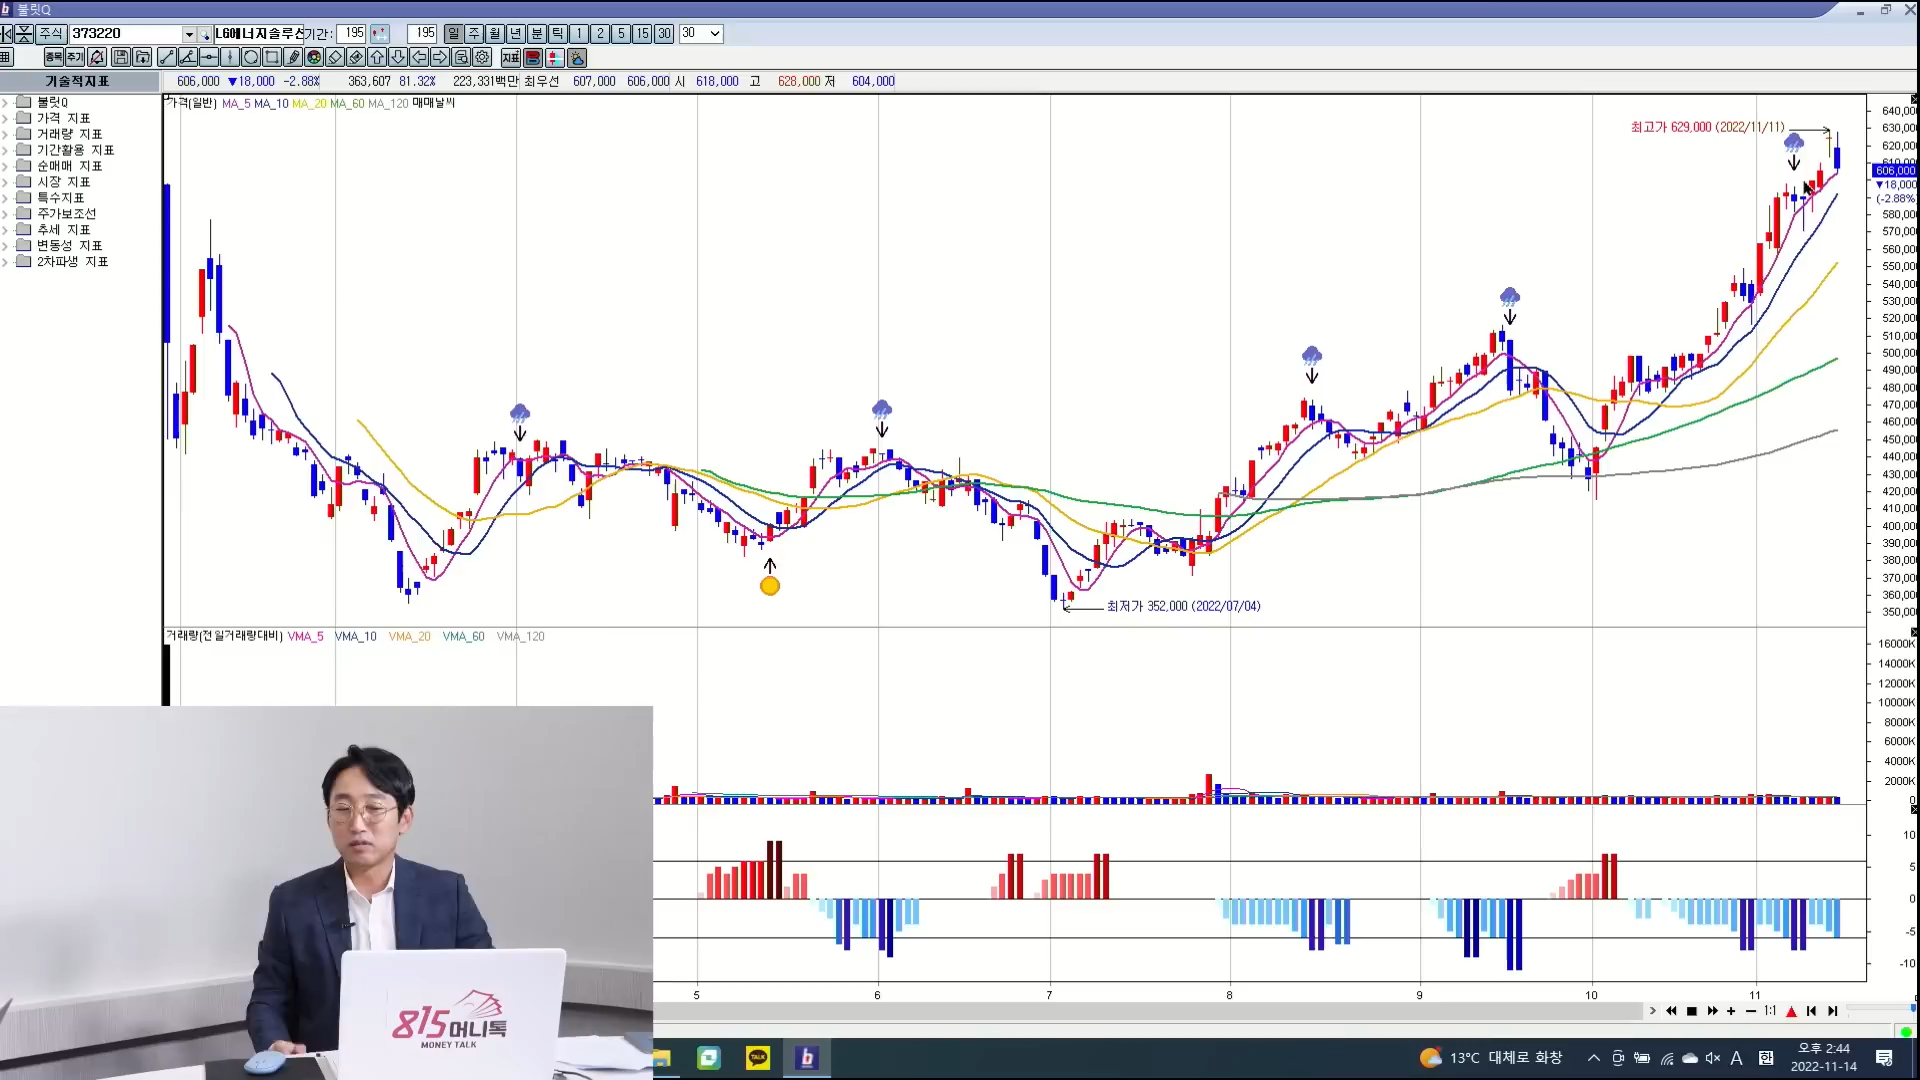 불릿Q
주식 373220 LG에너지솔루션 기간: 195 195 일 주 월 년 분 틱 1 2 5 15 30 30
종목 주기 지표
기술적지표 606,000 ▼18,000 -2.88% 363,607 81.32% 223,331백만 최우선 607,000 606,000 시 618,000 고 628,000 저 604,000
불릿Q
가격 지표
거래량 지표
기간활용 지표
순매매 지표
시장 지표
특수지표
주가보조선
추세 지표
변동성 지표
2차파생 지표
가격(일반) MA_5 MA_10 MA_20 MA_60 MA_120 매매날씨
최고가 629,000 (2022/11/11)
최저가 352,000 (2022/07/04)
640,000
630,000
620,000
610,000
606,000
▼18,000
(-2.88%
580,000
570,000
560,000
550,000
540,000
530,000
520,000
510,000
500,000
490,000
480,000
470,000
460,000
450,000
440,000
430,000
420,000
410,000
400,000
390,000
380,000
370,000
360,000
350,000
거래량(전일거래량대비) VMA_5 VMA_10 VMA_20 VMA_60 VMA_120
16000K
14000K
12000K
10000K
8000K
6000K
4000K
2000K
0
10
5
0
-5
-10
5 6 7 8 9 10 11
1:1
815머니톡
MONEY TALK
TALK
13°C 대체로 화창
A 한
오후 2:44
2022-11-14